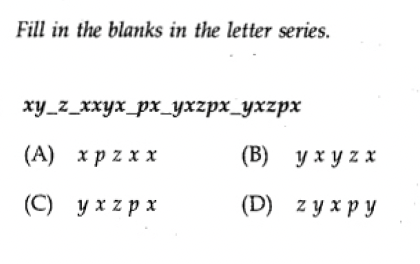 Fill in the blanks in the letter series.
xy_z_xxyx_px_yxzpx_yxzpx
(A) x p z x x
(B) y x y z x
(C) y x z p x
(D) z y x p y